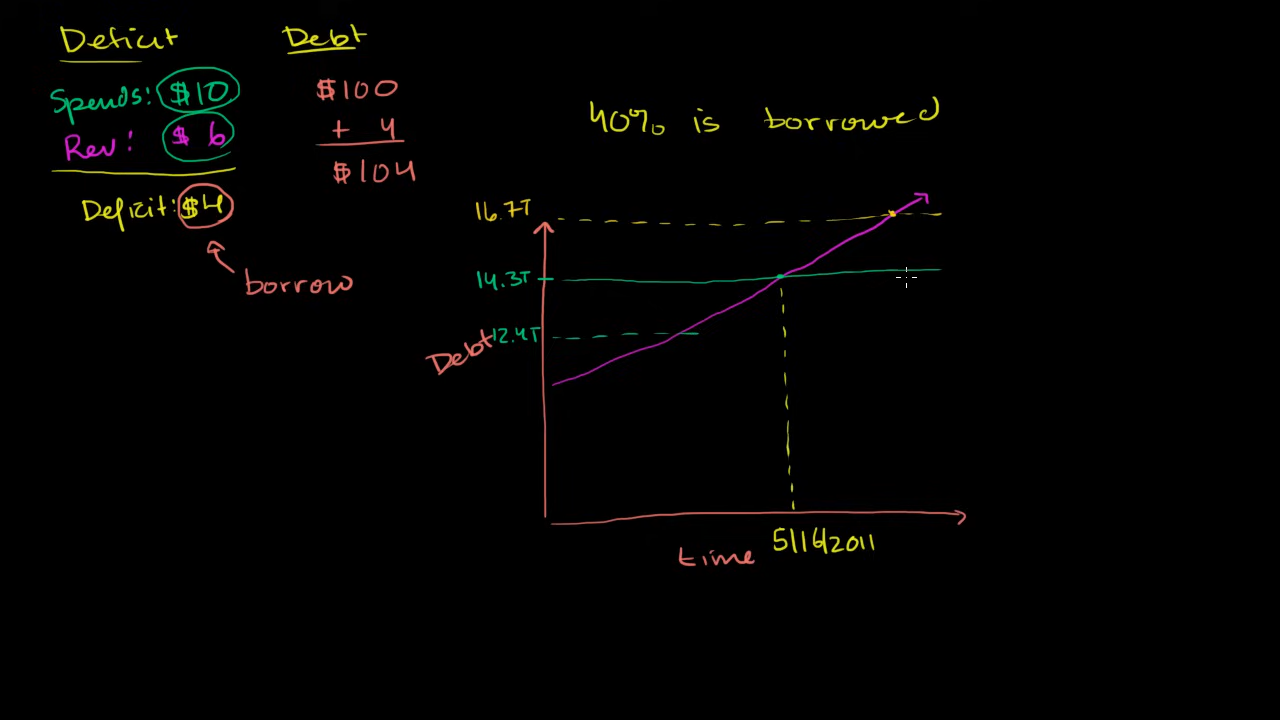 Deficit
Spends: $10
Rev: $ 6
Deficit: $4
borrow
Debt
$100
+ 4
$104
40% is borrowed
16.7T
14.3T
12.4T
Debt
time
5/16/2011